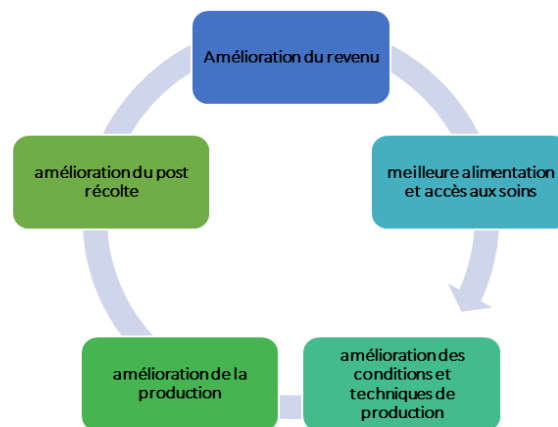 Amélioration du revenu
meilleure alimentation
et accès aux soins
amélioration des
conditions et
techniques de
production
amélioration de la
production
amélioration du post
récolte